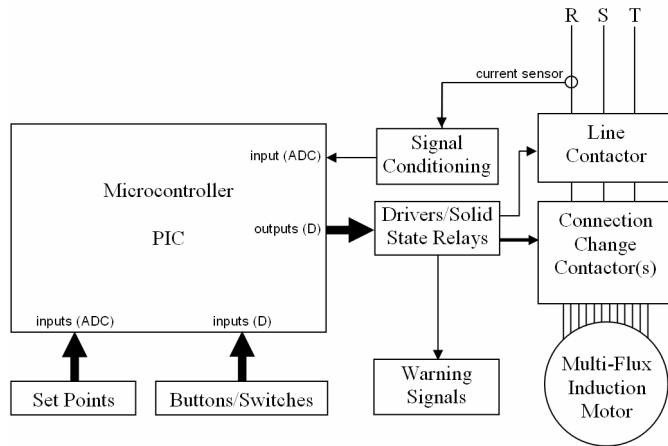 R S T
current sensor
Line
Contactor
Signal
Conditioning
input (ADC)
Microcontroller
PIC
outputs (D)
Drivers/Solid
State Relays
Connection
Change
Contactor(s)
inputs (ADC)
inputs (D)
Set Points
Buttons/Switches
Warning
Signals
Multi-Flux
Induction
Motor